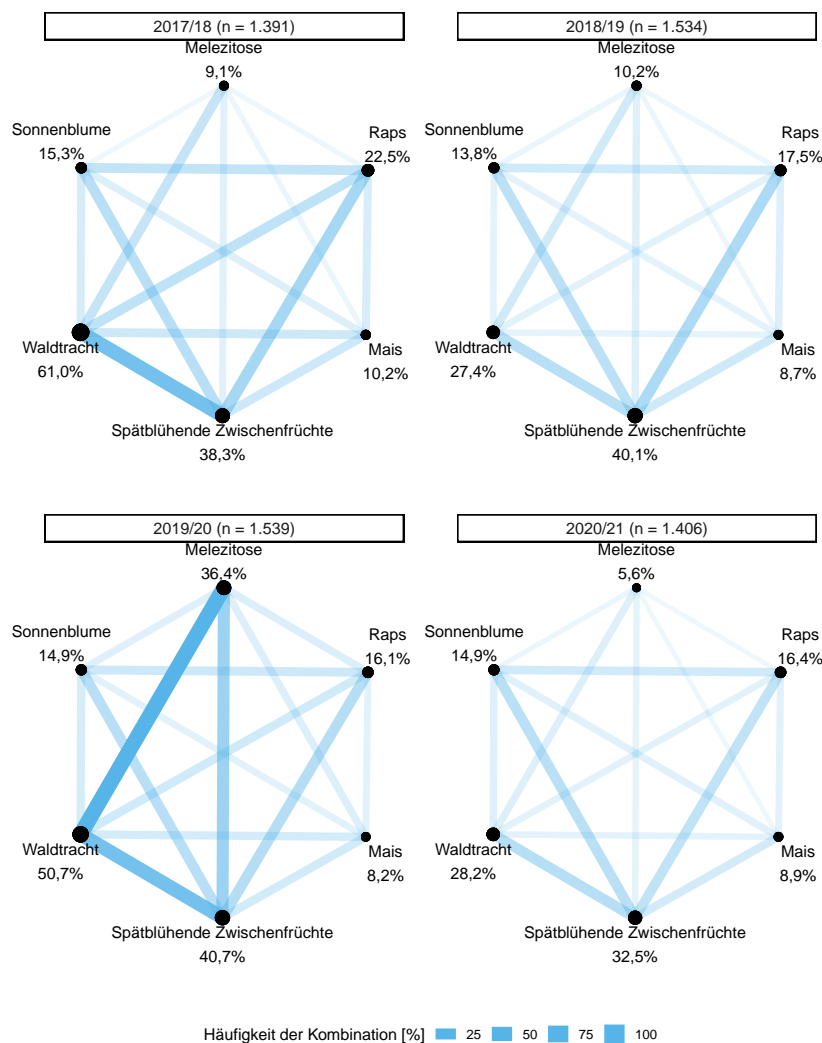 2017/18 (n = 1.391)
Melezitose
9,1%
Sonnenblume
15,3%
Raps
22,5%
Waldtracht
61,0%
Mais
10,2%
Spätblühende Zwischenfrüchte
38,3%
2018/19 (n = 1.534)
Melezitose
10,2%
Sonnenblume
13,8%
Raps
17,5%
Waldtracht
27,4%
Mais
8,7%
Spätblühende Zwischenfrüchte
40,1%
2019/20 (n = 1.539)
Melezitose
36,4%
Sonnenblume
14,9%
Raps
16,1%
Waldtracht
50,7%
Mais
8,2%
Spätblühende Zwischenfrüchte
40,7%
2020/21 (n = 1.406)
Melezitose
5,6%
Sonnenblume
14,9%
Raps
16,4%
Waldtracht
28,2%
Mais
8,9%
Spätblühende Zwischenfrüchte
32,5%
Häufigkeit der Kombination [%] 25 50 75 100